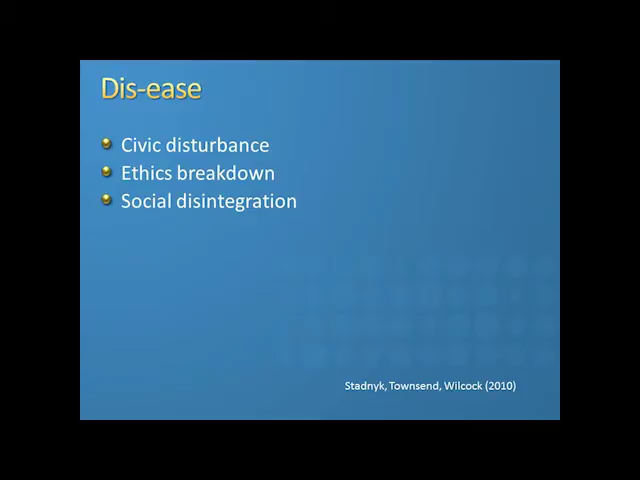 Dis-ease
Civic disturbance
Ethics breakdown
Social disintegration
Stadnyk, Townsend, Wilcock (2010)